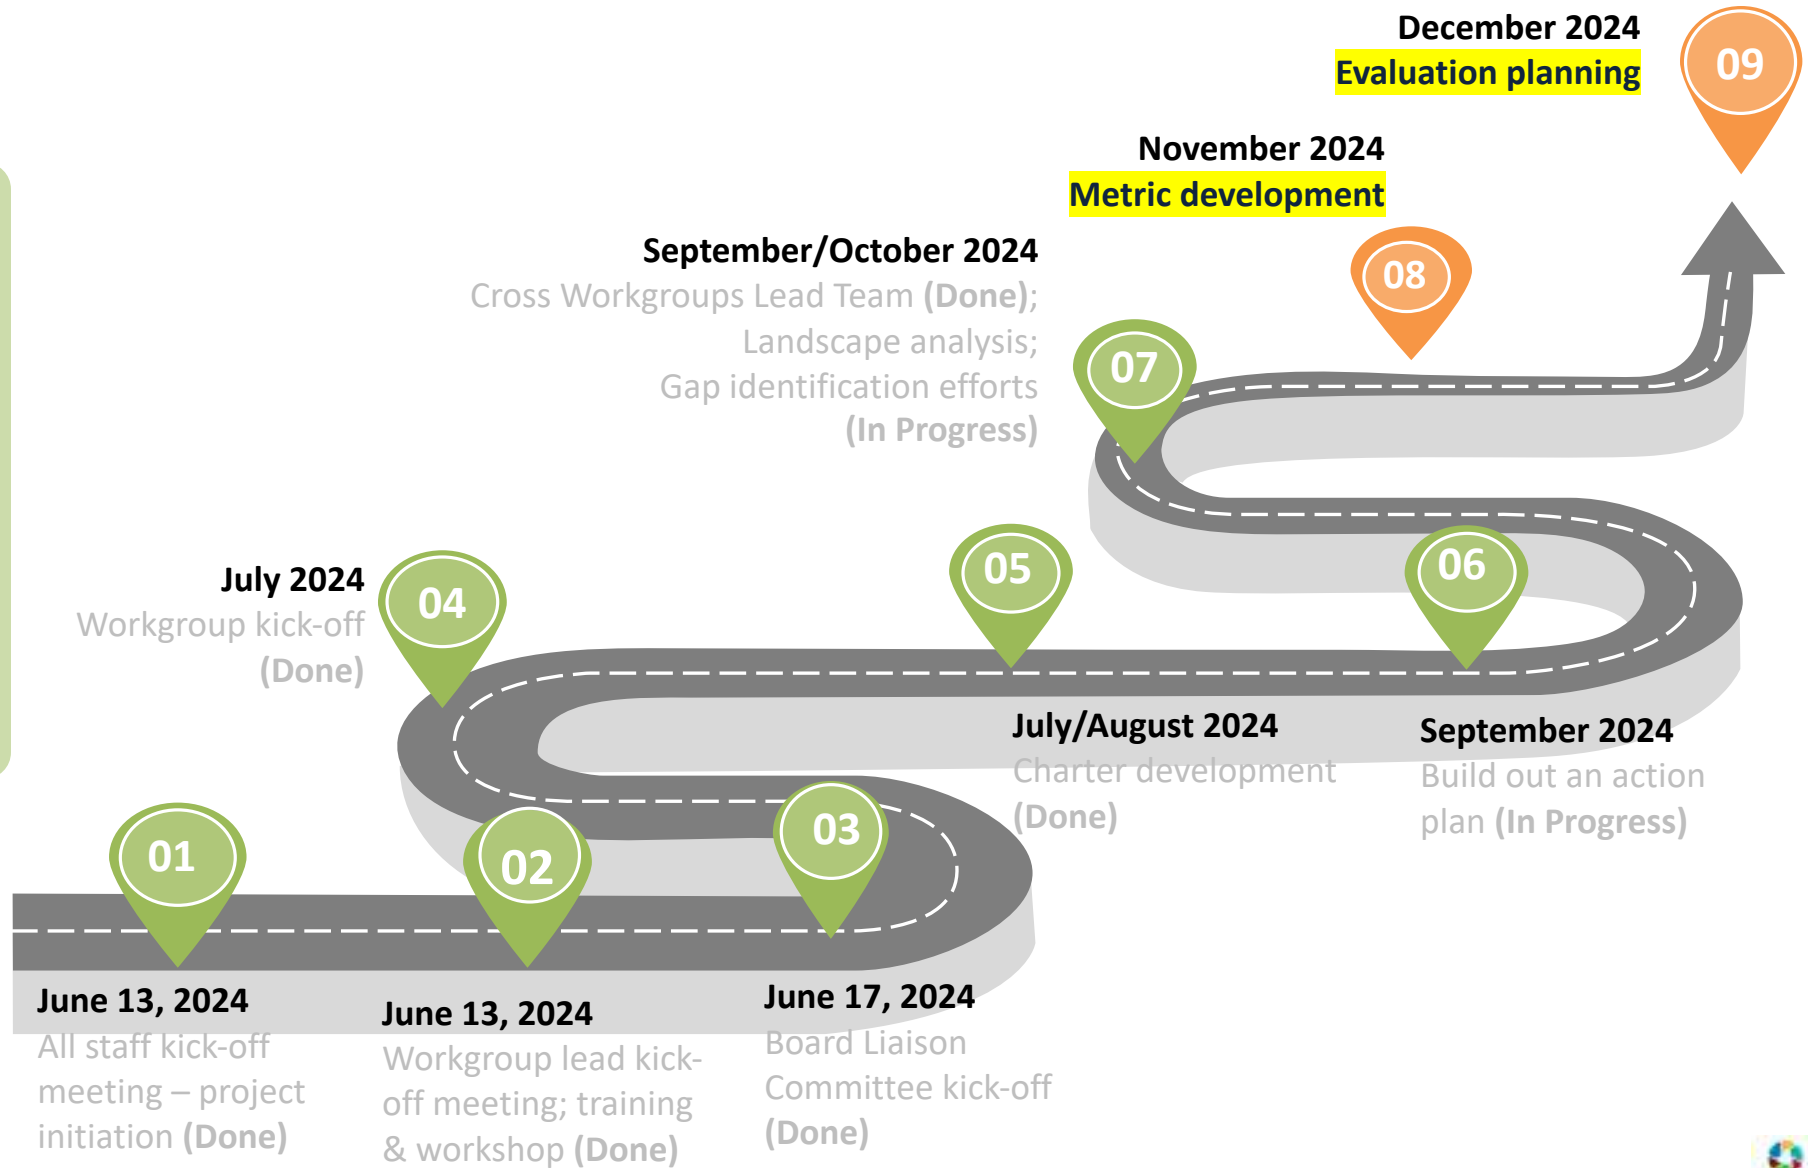 December 2024
Evaluation planning
09
November 2024
Metric development
08
September/October 2024
Cross Workgroups Lead Team (Done);
Landscape analysis;
Gap identification efforts
(In Progress)
07
July 2024
Workgroup kick-off
(Done)
04
05
06
July/August 2024
Charter development
(Done)
September 2024
Build out an action
plan (In Progress)
01
02
03
June 13, 2024
All staff kick-off
meeting – project
initiation (Done)
June 13, 2024
Workgroup lead kick-
off meeting; training
& workshop (Done)
June 17, 2024
Board Liaison
Committee kick-off
(Done)